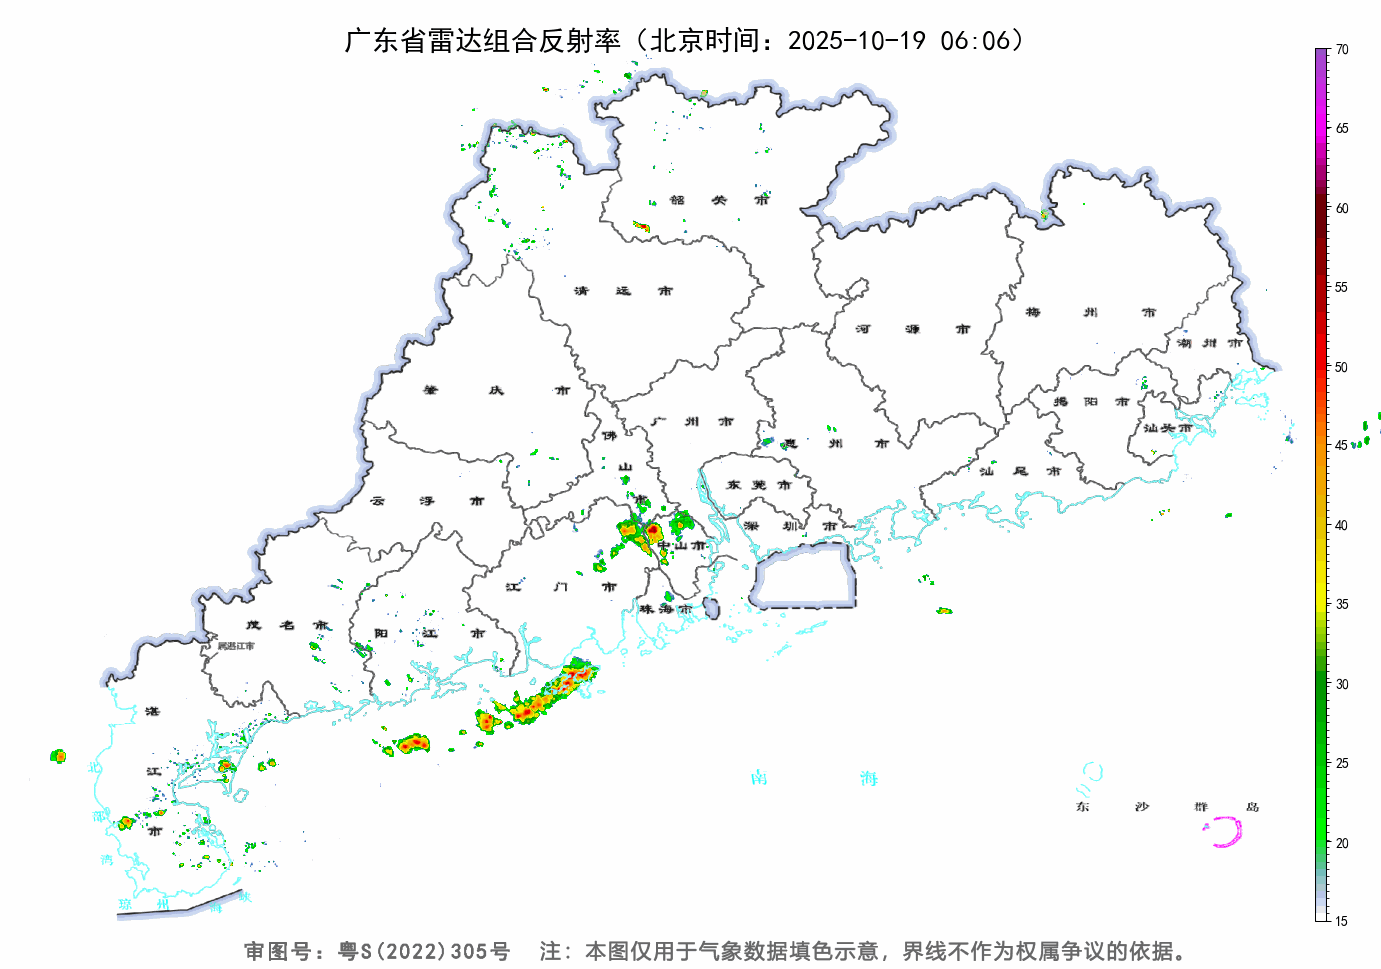 广东省雷达组合反射率（北京时间：2025-10-19 06:06）
70
65
60
55
50
45
40
35
30
25
20
15
韶关市
清远市
河源市
梅州市
潮州市
肇庆市
广州市
佛山市
惠州市
揭阳市
汕头市
汕尾市
云浮市
东莞市
深圳市
中山市
江门市
珠海市
茂名市
阳江市
属湛江市
湛江市
北部湾
琼州海峡
南海
东沙群岛
审图号：粤S(2022)305号 注：本图仅用于气象数据填色示意，界线不作为权属争议的依据。